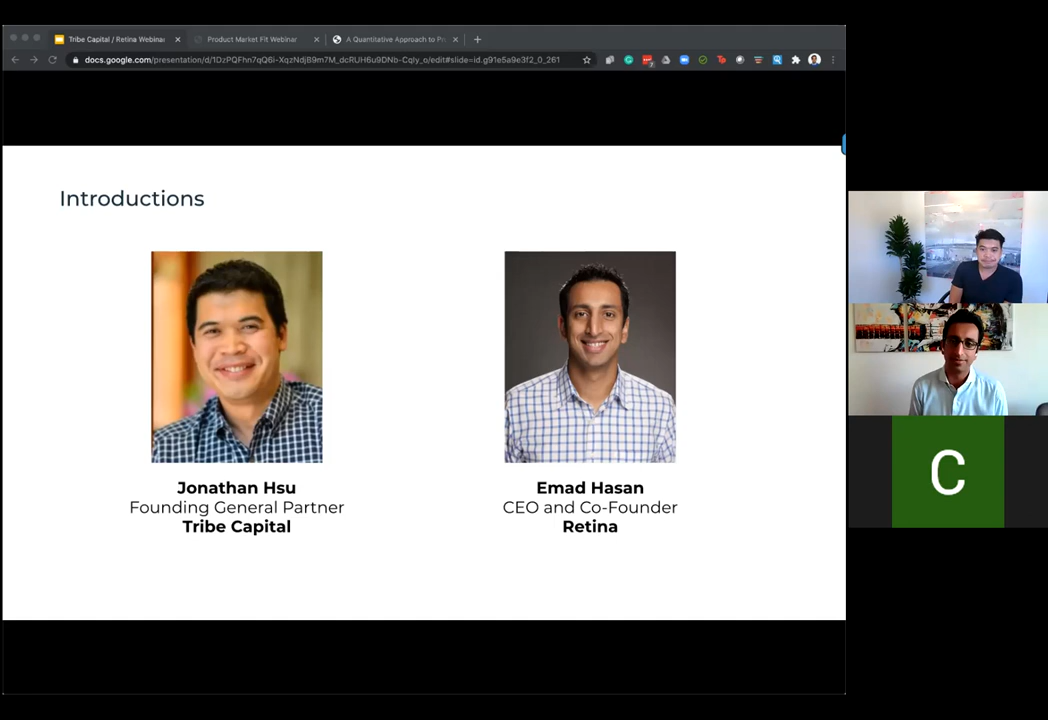 Tribe Capital / Retina Webinar
Product Market Fit Webinar
A Quantitative Approach to Pr
docs.google.com/presentation/d/1DzPQFhn7qQ6i-XqzNdjB9m7M_dcRUH6u9DNb-Cqly_o/edit#slide=id.g91e5a9e3f2_0_261
Introductions
Jonathan Hsu
Founding General Partner
Tribe Capital
Emad Hasan
CEO and Co-Founder
Retina
C